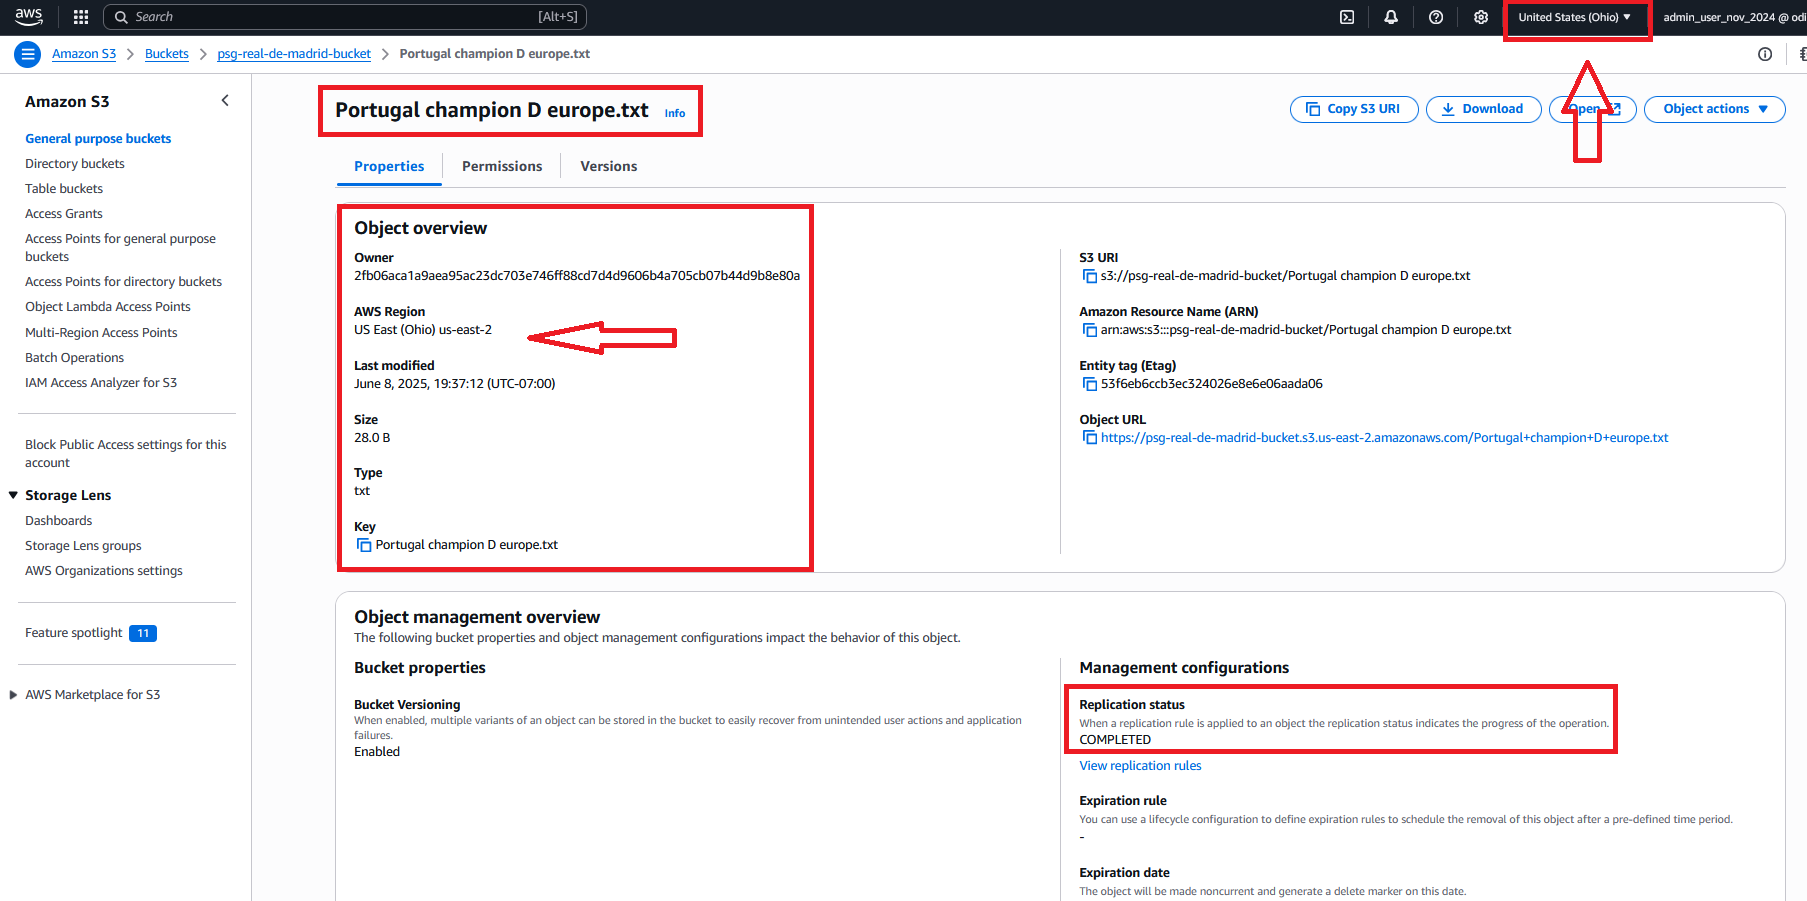 aws
Search
[Alt+S]
United States (Ohio)
admin_user_nov_2024 @ odi
Amazon S3
Buckets
psg-real-de-madrid-bucket
Portugal champion D europe.txt
Amazon S3
General purpose buckets
Directory buckets
Table buckets
Access Grants
Access Points for general purpose
buckets
Access Points for directory buckets
Object Lambda Access Points
Multi-Region Access Points
Batch Operations
IAM Access Analyzer for S3
Block Public Access settings for this
account
Storage Lens
Dashboards
Storage Lens groups
AWS Organizations settings
Feature spotlight 11
AWS Marketplace for S3
Portugal champion D europe.txt Info
Copy S3 URI
Download
Open
Object actions
Properties
Permissions
Versions
Object overview
Owner
2fb06aca1a9aea95ac23dc703e746ff88cd7d4d9606b4a705cb07b44d9b8e80a
AWS Region
US East (Ohio) us-east-2
Last modified
June 8, 2025, 19:37:12 (UTC-07:00)
Size
28.0 B
Type
txt
Key
Portugal champion D europe.txt
S3 URI
s3://psg-real-de-madrid-bucket/Portugal champion D europe.txt
Amazon Resource Name (ARN)
arn:aws:s3:::psg-real-de-madrid-bucket/Portugal champion D europe.txt
Entity tag (Etag)
53f6eb6ccb3ec324026e8e6e06aada06
Object URL
https://psg-real-de-madrid-bucket.s3.us-east-2.amazonaws.com/Portugal+champion+D+europe.txt
Object management overview
The following bucket properties and object management configurations impact the behavior of this object.
Bucket properties
Bucket Versioning
When enabled, multiple variants of an object can be stored in the bucket to easily recover from unintended user actions and application
failures.
Enabled
Management configurations
Replication status
When a replication rule is applied to an object the replication status indicates the progress of the operation.
COMPLETED
View replication rules
Expiration rule
You can use a lifecycle configuration to define expiration rules to schedule the removal of this object after a pre-defined time period.
-
Expiration date
The object will be made noncurrent and generate a delete marker on this date.